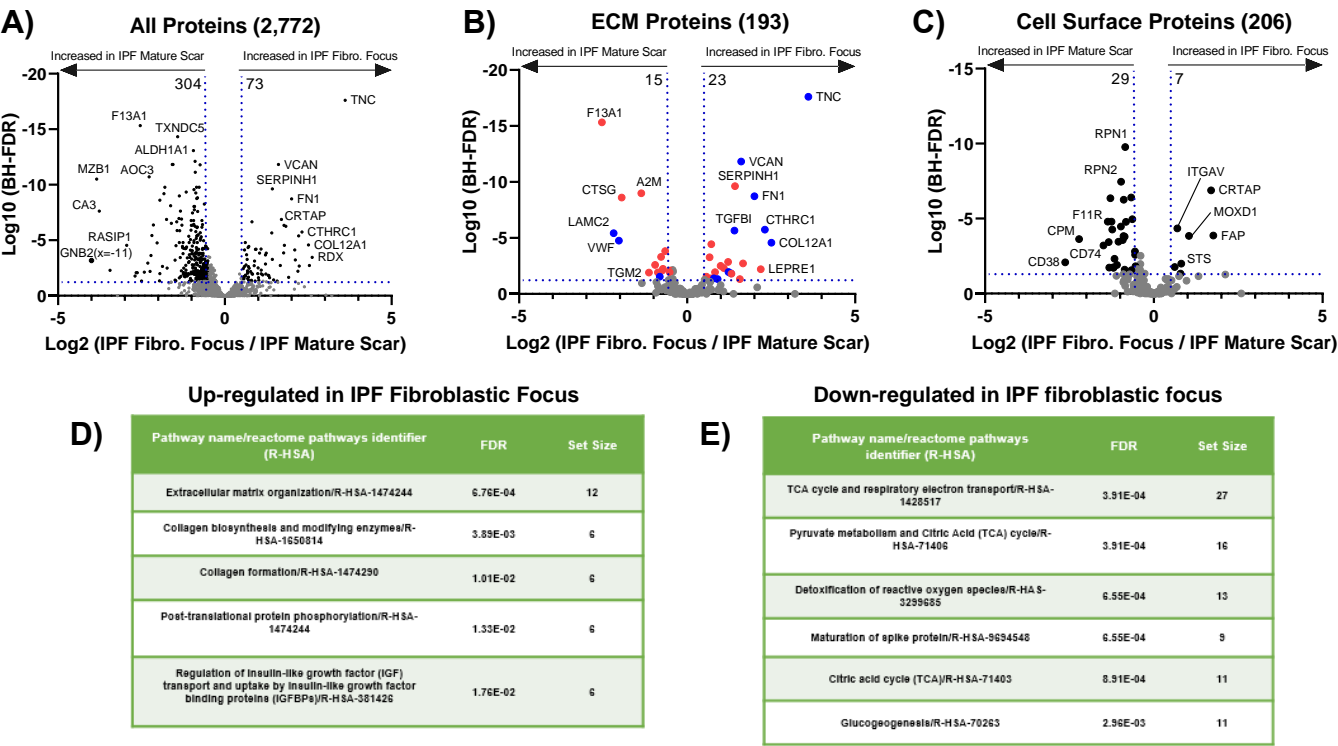 A)
All Proteins (2,772)
Increased in IPF Mature Scar
Increased in IPF Fibro. Focus
304
73
Log10 (BH-FDR)
-20
-15
-10
-5
0
TNC
F13A1
TXNDC5
ALDH1A1
AOC3
MZB1
CA3
RASIP1
GNB2(x=-11)
VCAN
SERPINH1
FN1
CRTAP
CTHRC1
COL12A1
RDX
-5
0
5
Log2 (IPF Fibro. Focus / IPF Mature Scar)
B)
ECM Proteins (193)
Increased in IPF Mature Scar
Increased in IPF Fibro. Focus
15
23
Log10 (BH-FDR)
-20
-15
-10
-5
0
TNC
F13A1
VCAN
SERPINH1
A2M
CTSG
FN1
LAMC2
VWF
TGFBI
CTHRC1
COL12A1
TGM2
LEPRE1
-5
0
5
Log2 (IPF Fibro. Focus / IPF Mature Scar)
C)
Cell Surface Proteins (206)
Increased in IPF Mature Scar
Increased in IPF Fibro. Focus
29
7
Log10 (BH-FDR)
-15
-10
-5
0
RPN1
RPN2
ITGAV
CRTAP
F11R
MOXD1
CPM
FAP
CD74
CD38
STS
-5
0
5
Log2 (IPF Fibro. Focus / IPF Mature Scar)
D)
Up-regulated in IPF Fibroblastic Focus
Pathway name/reactome pathways identifier
(R-HSA)
FDR
Set Size
Extracellular matrix organization/R-HSA-1474244
6.76E-04
12
Collagen biosynthesis and modifying enzymes/R-
HSA-1650814
3.89E-03
6
Collagen formation/R-HSA-1474290
1.01E-02
6
Post-translational protein phosphorylation/R-HSA-
1474244
1.33E-02
6
Regulation of insulin-like growth factor (IGF)
transport and uptake by insulin-like growth factor
binding proteins (IGFBPs)/R-HSA-381426
1.76E-02
6
E)
Down-regulated in IPF fibroblastic focus
Pathway name/reactome pathways
identifier (R-HSA)
FDR
Set Size
TCA cycle and respiratory electron transport/R-HSA-
1428517
3.91E-04
27
Pyruvate metabolism and Citric Acid (TCA) cycle/R-
HSA-71406
3.91E-04
16
Detoxification of reactive oxygen species/R-HAS-
3299685
6.55E-04
13
Maturation of spike protein/R-HSA-9694548
6.55E-04
9
Citric acid cycle (TCA)/R-HSA-71403
8.91E-04
11
Glucogeogenesis/R-HSA-70263
2.96E-03
11